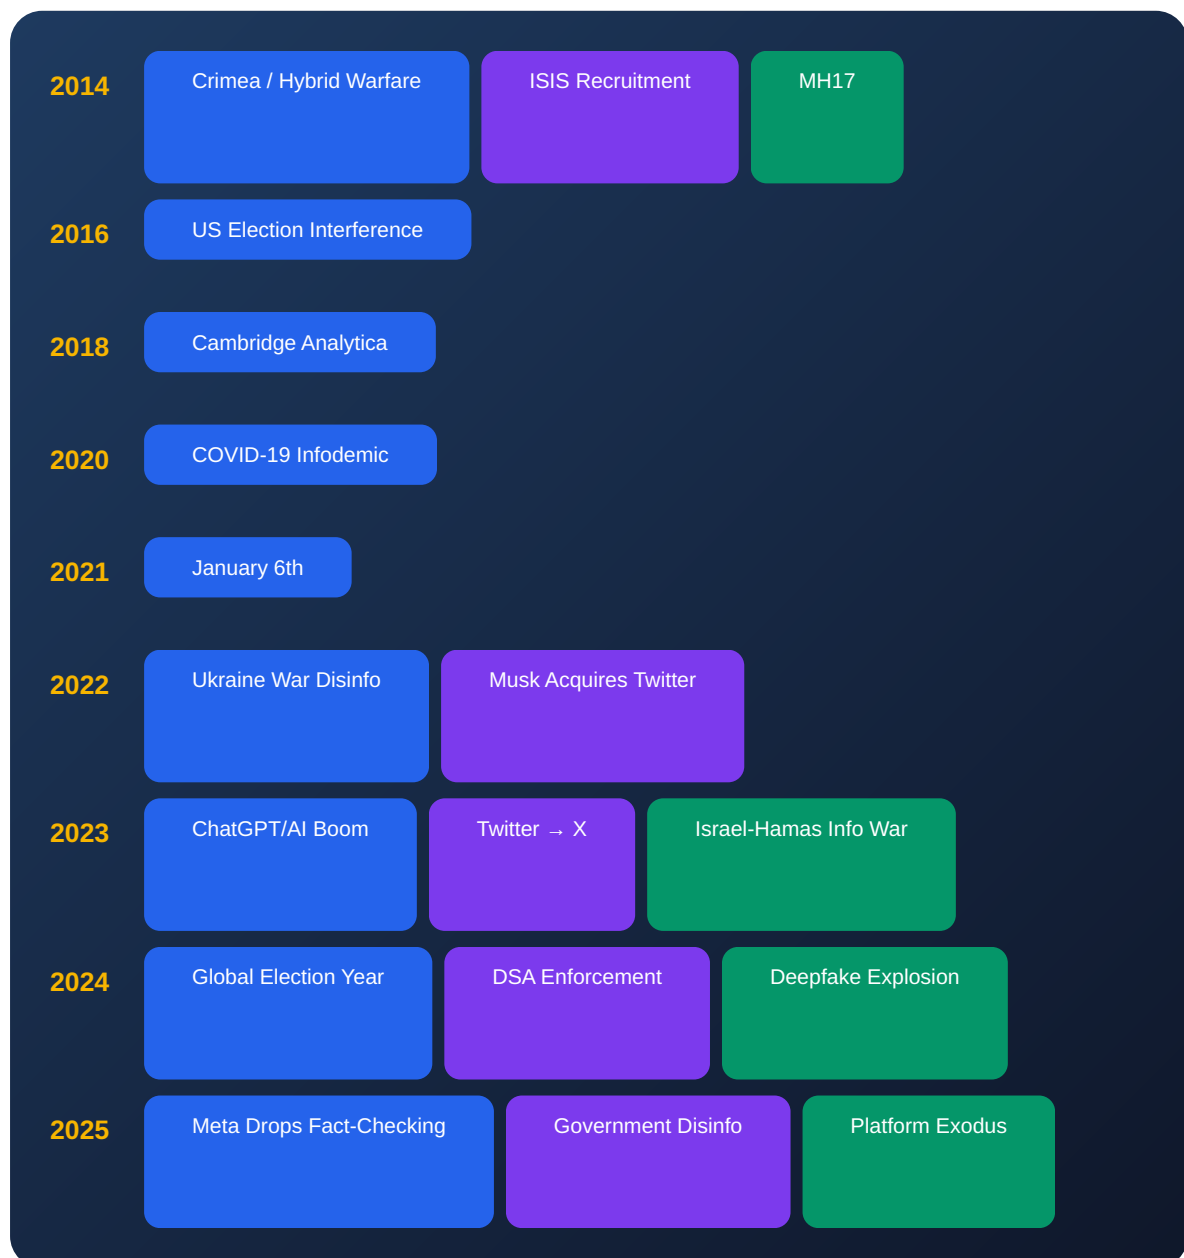 2014
Crimea / Hybrid Warfare
ISIS Recruitment
MH17
2016
US Election Interference
2018
Cambridge Analytica
2020
COVID-19 Infodemic
2021
January 6th
2022
Ukraine War Disinfo
Musk Acquires Twitter
2023
ChatGPT/AI Boom
Twitter → X
Israel-Hamas Info War
2024
Global Election Year
DSA Enforcement
Deepfake Explosion
2025
Meta Drops Fact-Checking
Government Disinfo
Platform Exodus